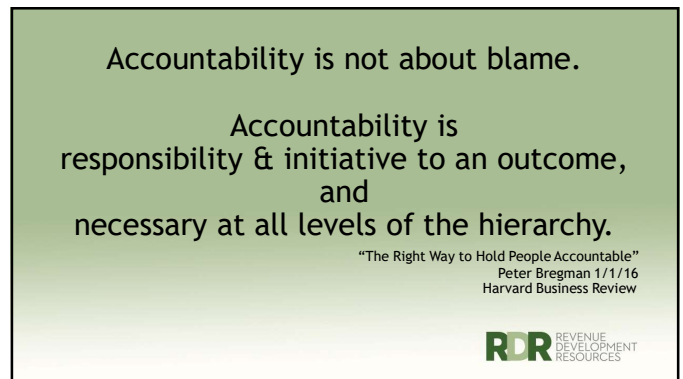 Accountability is not about blame.
Accountability is
responsibility & initiative to an outcome,
and
necessary at all levels of the hierarchy.
“The Right Way to Hold People Accountable”
Peter Bregman 1/1/16
Harvard Business Review
RDR REVENUE
DEVELOPMENT
RESOURCES